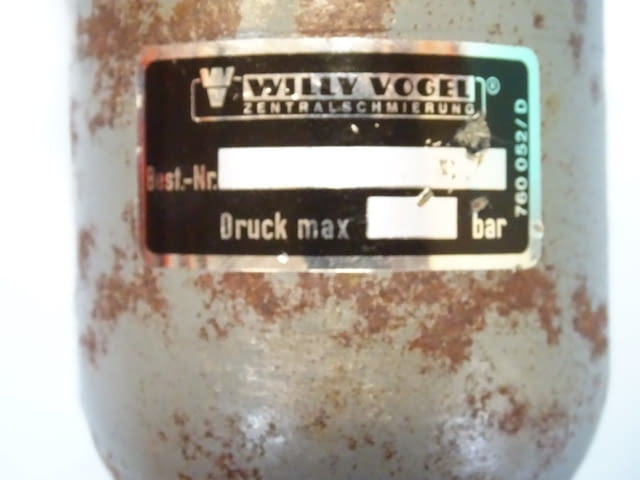 W V WILLY VOGEL ®
ZENTRALSCHMIERUNG
Best.-Nr.
Druck max bar
760 052/D